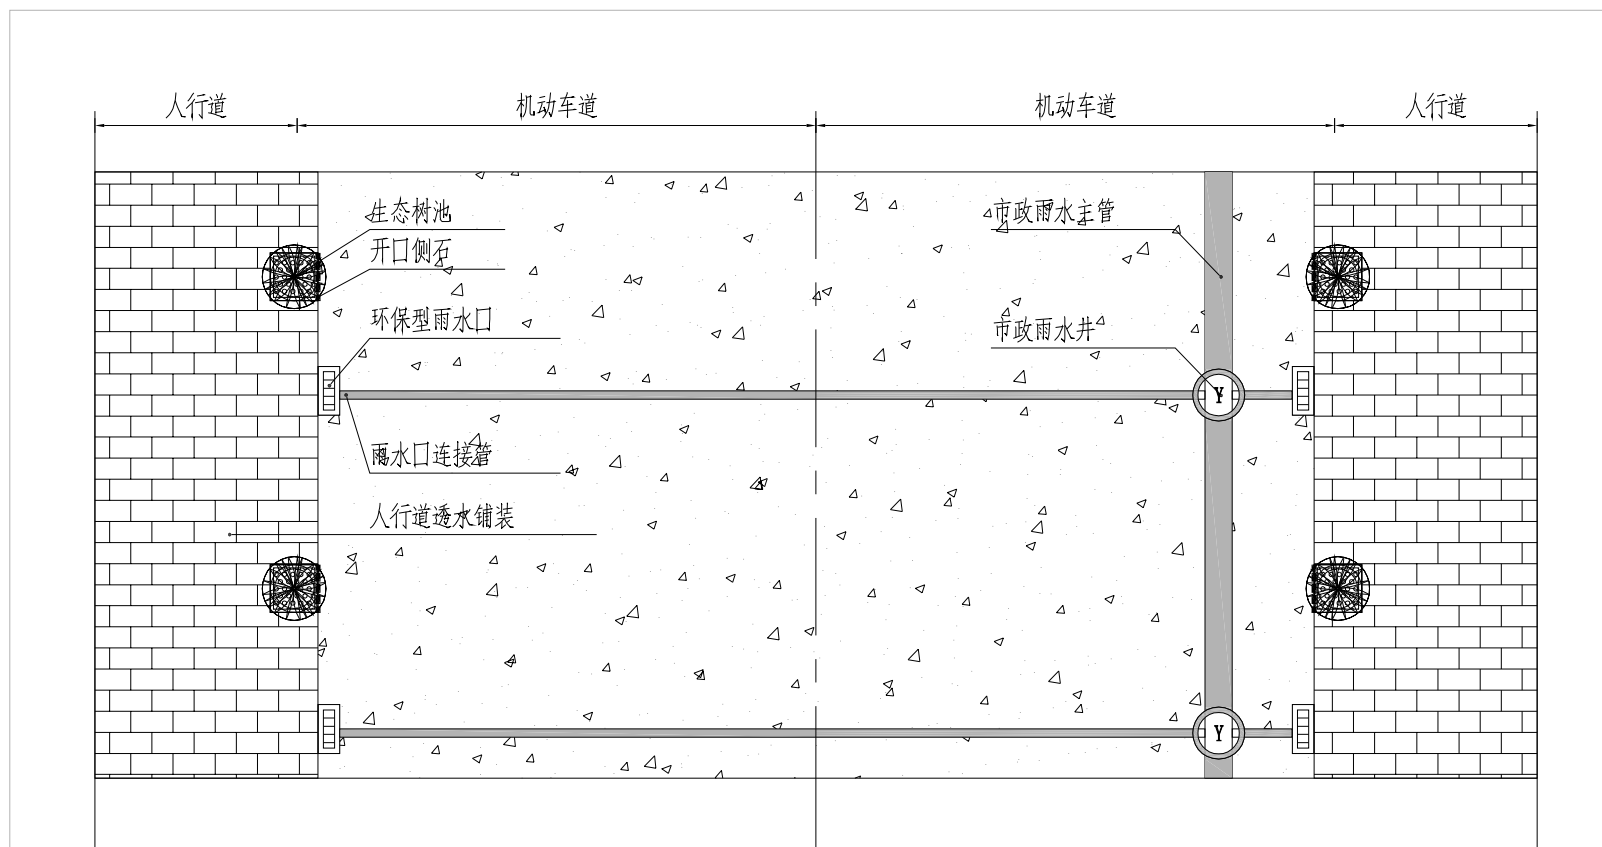 人行道
机动车道
机动车道
人行道
生态树池
开口侧石
环保型雨水口
雨水口连接管
人行道透水铺装
市政雨水主管
市政雨水井
Y
Y